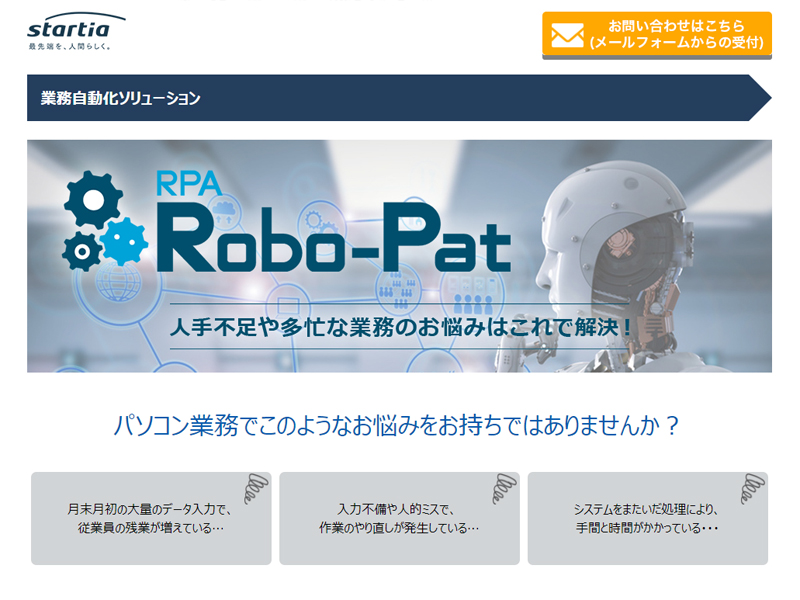 startia
最先端を、人間らしく。
お問い合わせはこちら
(メールフォームからの受付)
業務自動化ソリューション
RPA
Robo-Pat
人手不足や多忙な業務のお悩みはこれで解決！
パソコン業務でこのようなお悩みをお持ちではありませんか？
月末月初の大量のデータ入力で、
従業員の残業が増えている…
入力不備や人的ミスで、
作業のやり直しが発生している…
システムをまたいだ処理により、
手間と時間がかかっている・・・